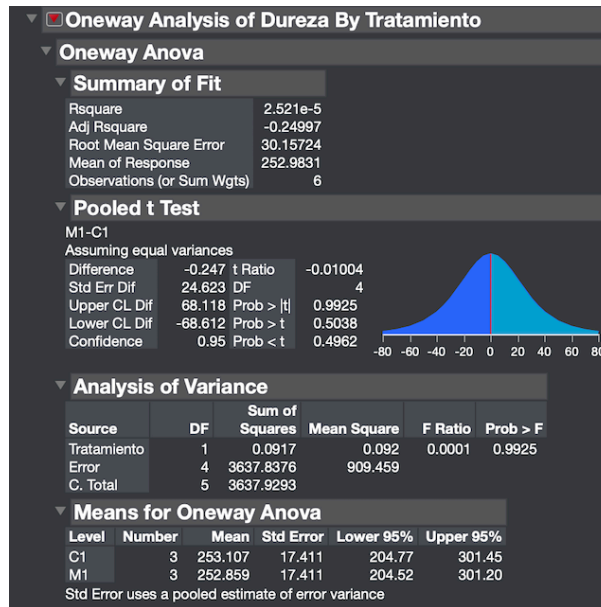 Oneway Analysis of Dureza By Tratamiento
Oneway Anova
Summary of Fit
Rsquare 2.521e-5
Adj Rsquare -0.24997
Root Mean Square Error 30.15724
Mean of Response 252.9831
Observations (or Sum Wgts) 6
Pooled t Test
M1-C1
Assuming equal variances
Difference -0.247 t Ratio -0.01004
Std Err Dif 24.623 DF 4
Upper CL Dif 68.118 Prob > |t| 0.9925
Lower CL Dif -68.612 Prob > t 0.5038
Confidence 0.95 Prob < t 0.4962
-80 -60 -40 -20 0 20 40 60 80
Analysis of Variance
Sum of
Source DF Squares Mean Square F Ratio Prob > F
Tratamiento 1 0.0917 0.092 0.0001 0.9925
Error 4 3637.8376 909.459
C. Total 5 3637.9293
Means for Oneway Anova
Level Number Mean Std Error Lower 95% Upper 95%
C1 3 253.107 17.411 204.77 301.45
M1 3 252.859 17.411 204.52 301.20
Std Error uses a pooled estimate of error variance